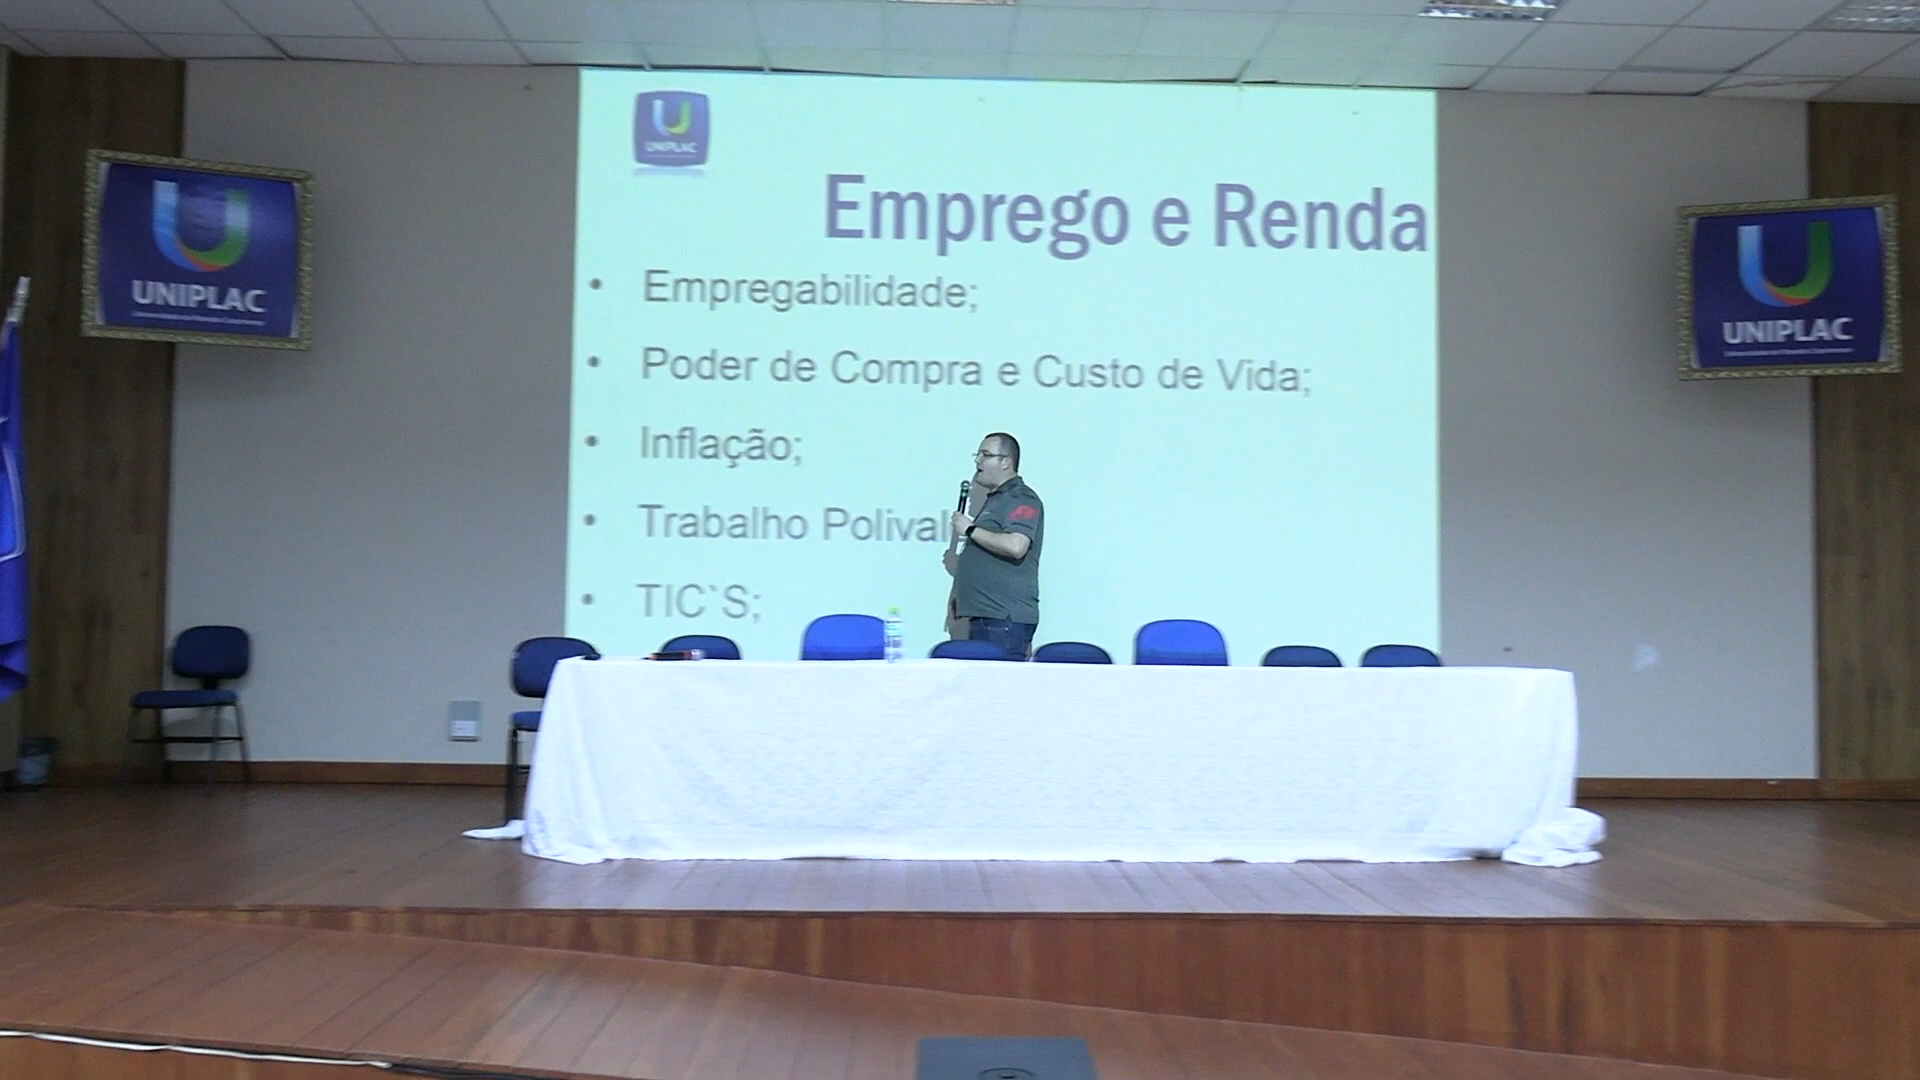 UNIPLAC
Emprego e Renda
• Empregabilidade;
• Poder de Compra e Custo de Vida;
• Inflação;
• Trabalho Polival
• TIC`S;
UNIPLAC
UNIPLAC